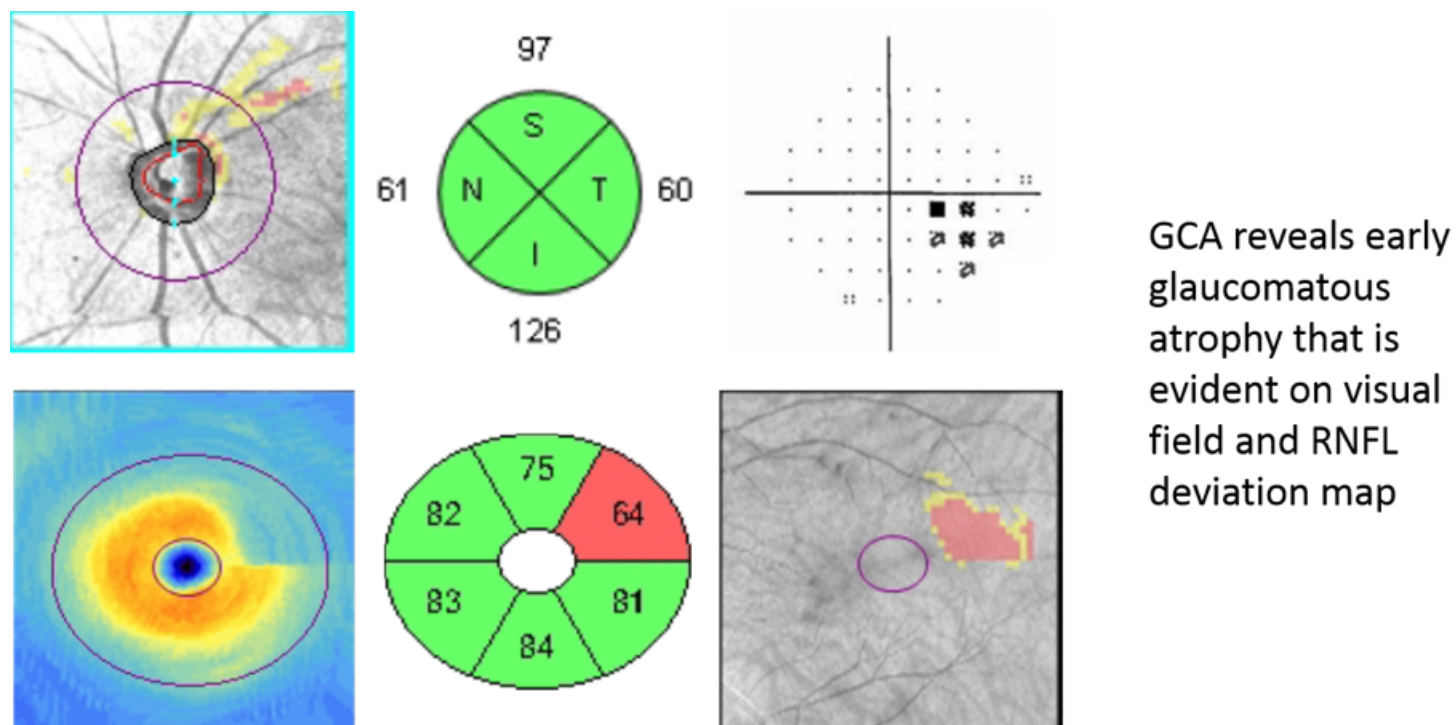 97
S
61
N
T
60
I
126
75
82
64
83
81
84
GCA reveals early
glaucomatous
atrophy that is
evident on visual
field and RNFL
deviation map